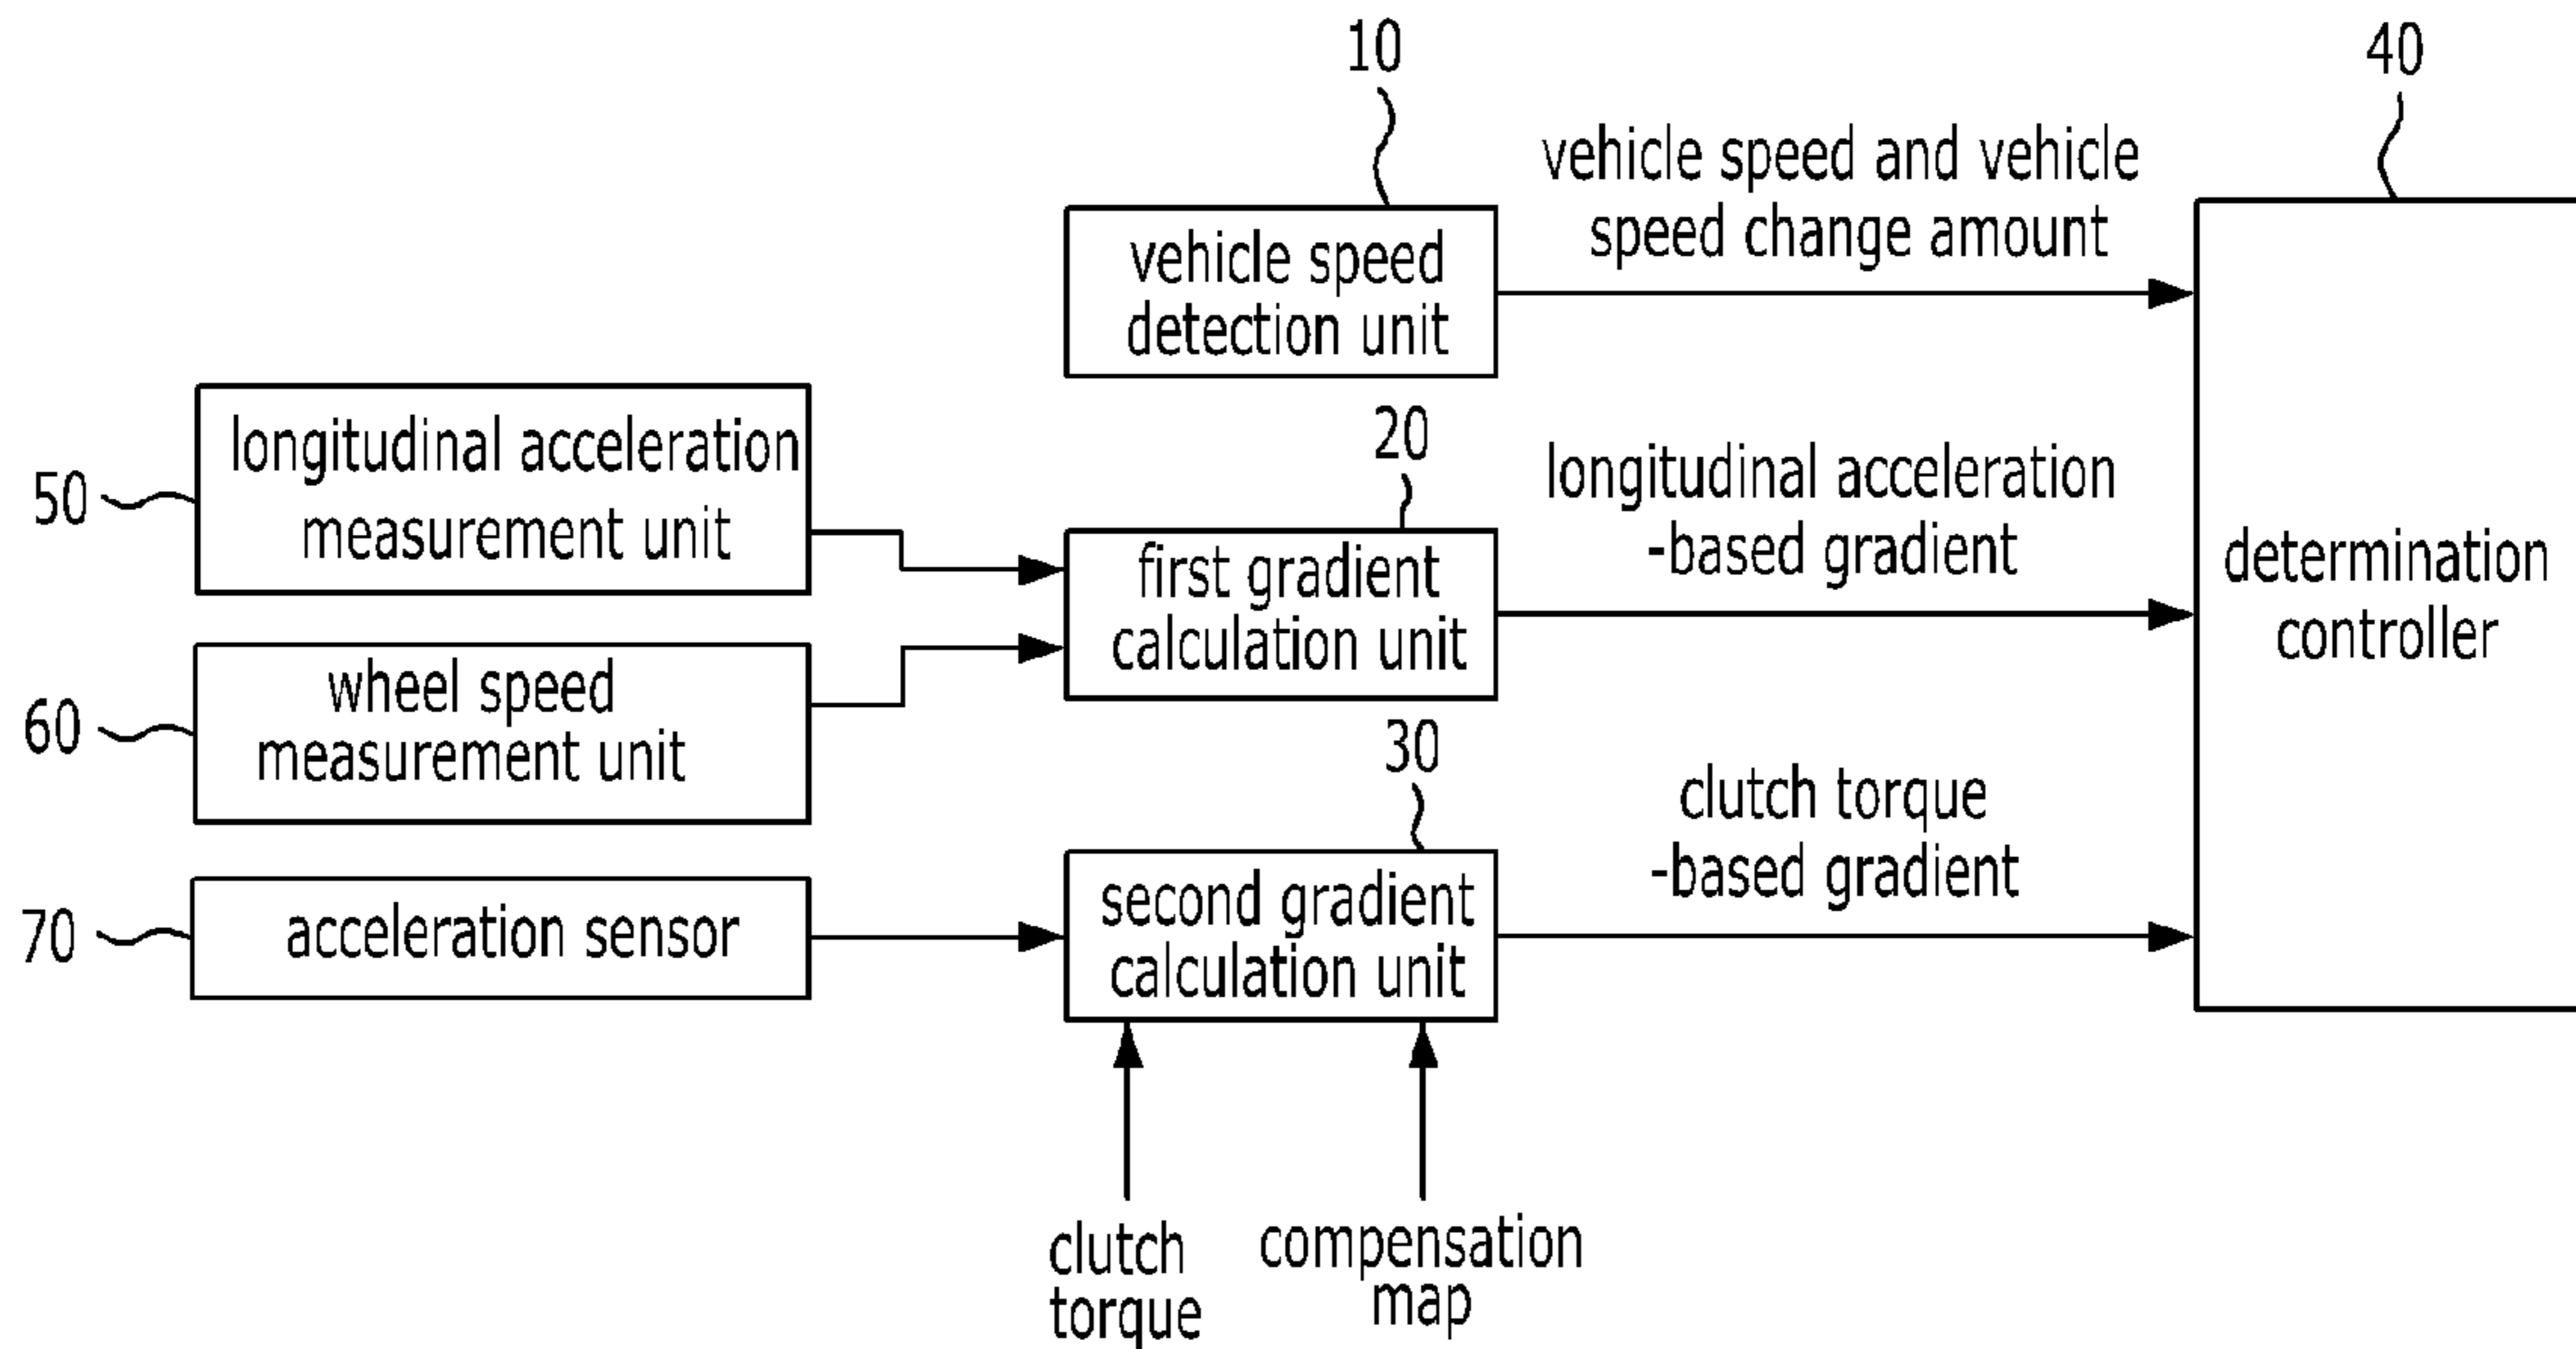 10
40
vehicle speed and vehicle
speed change amount
vehicle speed
detection unit
50
longitudinal acceleration
measurement unit
20
longitudinal acceleration
-based gradient
first gradient
calculation unit
determination
controller
60
wheel speed
measurement unit
30
clutch torque
-based gradient
70
acceleration sensor
second gradient
calculation unit
clutch
torque
compensation
map